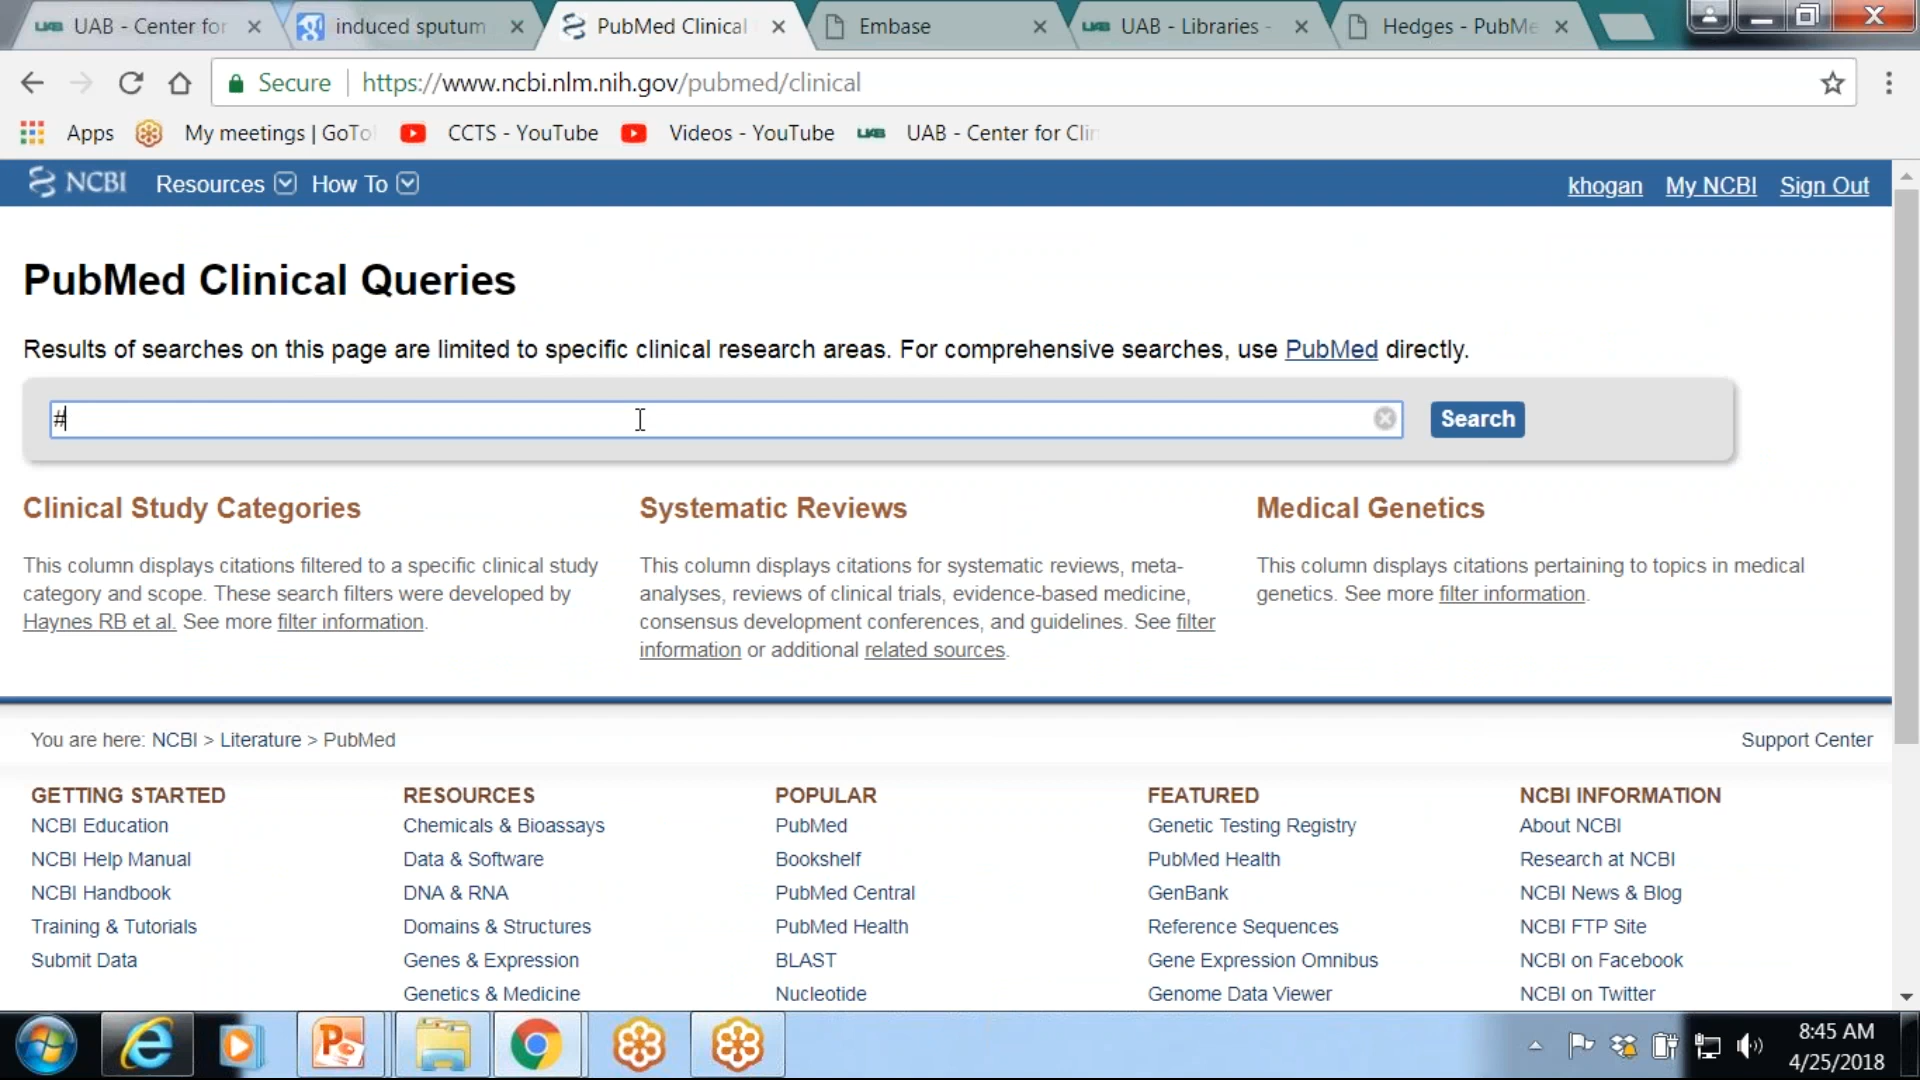 UAB - Center for
induced sputum
PubMed Clinical
Embase
UAB - Libraries -
Hedges - PubMe
Secure https://www.ncbi.nlm.nih.gov/pubmed/clinical
Apps My meetings | GoTo CCTS - YouTube Videos - YouTube UAB UAB - Center for Clin
NCBI Resources How To khogan My NCBI Sign Out
PubMed Clinical Queries
Results of searches on this page are limited to specific clinical research areas. For comprehensive searches, use PubMed directly.
# Search
Clinical Study Categories
This column displays citations filtered to a specific clinical study
category and scope. These search filters were developed by
Haynes RB et al. See more filter information.
Systematic Reviews
This column displays citations for systematic reviews, meta-
analyses, reviews of clinical trials, evidence-based medicine,
consensus development conferences, and guidelines. See filter
information or additional related sources.
Medical Genetics
This column displays citations pertaining to topics in medical
genetics. See more filter information.
You are here: NCBI > Literature > PubMed Support Center
GETTING STARTED
NCBI Education
NCBI Help Manual
NCBI Handbook
Training & Tutorials
Submit Data
RESOURCES
Chemicals & Bioassays
Data & Software
DNA & RNA
Domains & Structures
Genes & Expression
Genetics & Medicine
POPULAR
PubMed
Bookshelf
PubMed Central
PubMed Health
BLAST
Nucleotide
FEATURED
Genetic Testing Registry
PubMed Health
GenBank
Reference Sequences
Gene Expression Omnibus
Genome Data Viewer
NCBI INFORMATION
About NCBI
Research at NCBI
NCBI News & Blog
NCBI FTP Site
NCBI on Facebook
NCBI on Twitter
8:45 AM
4/25/2018